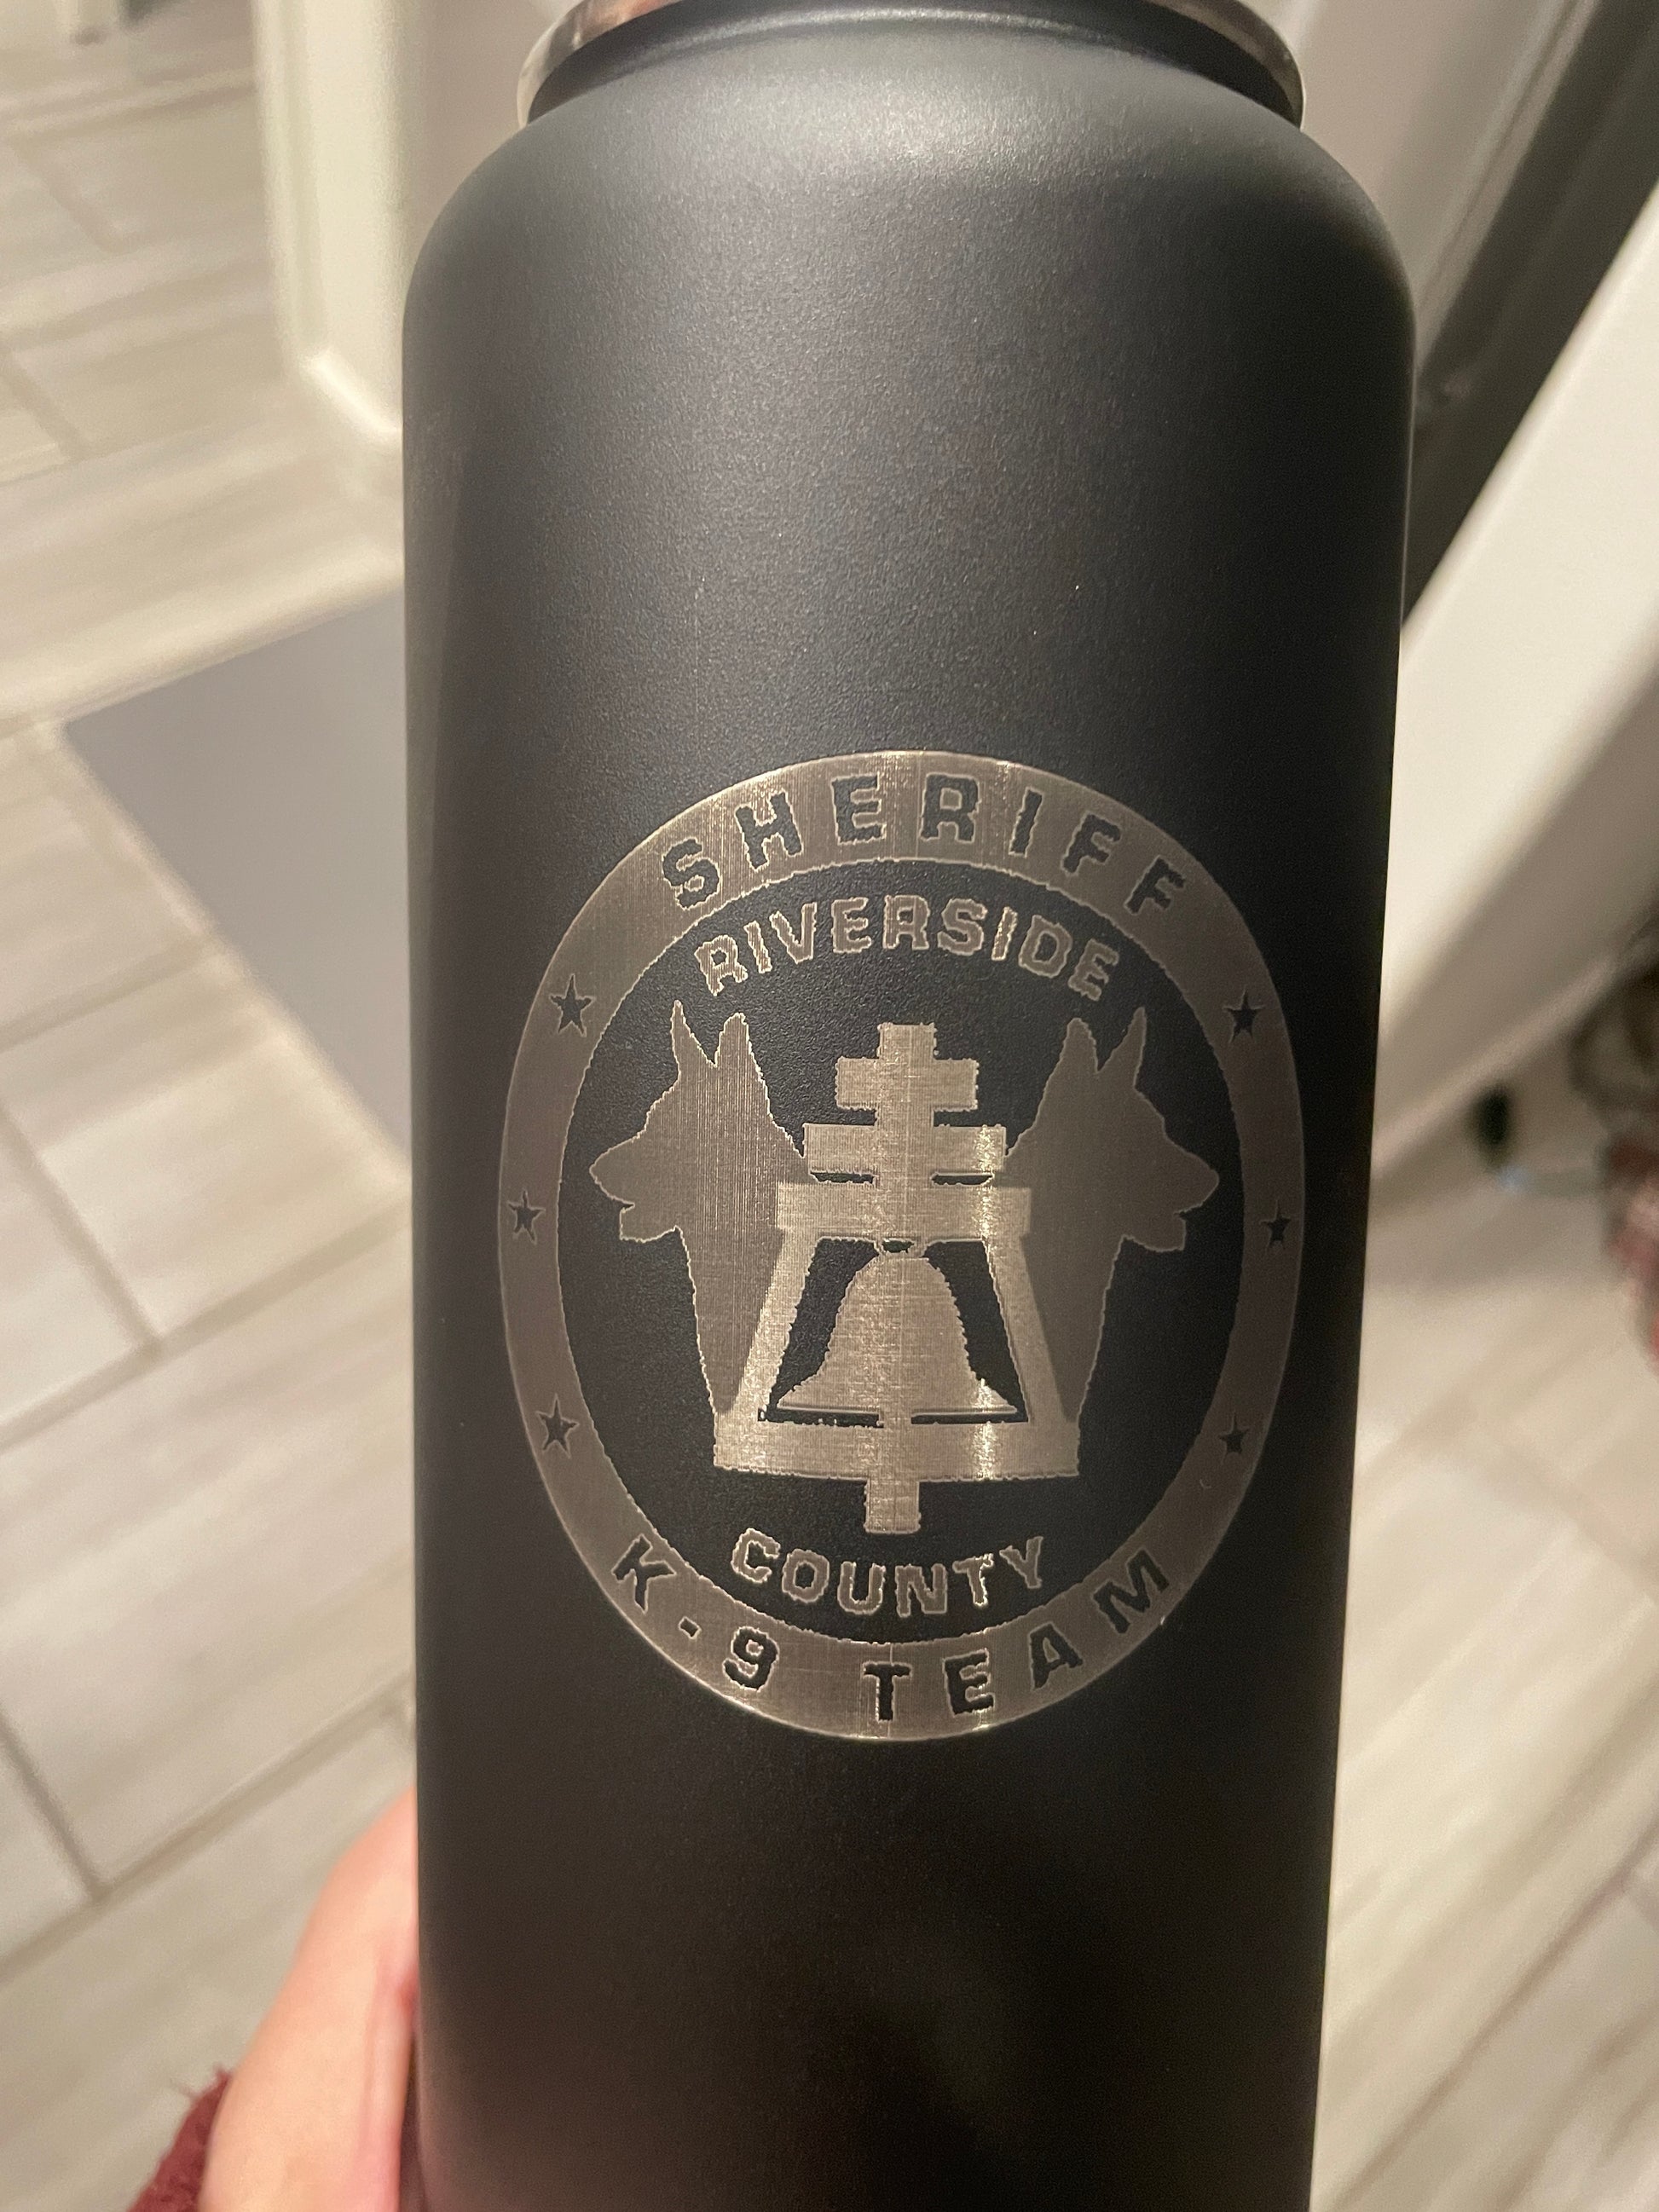 SHERIFF
RIVERSIDE
COUNTY
K-9 TEAM